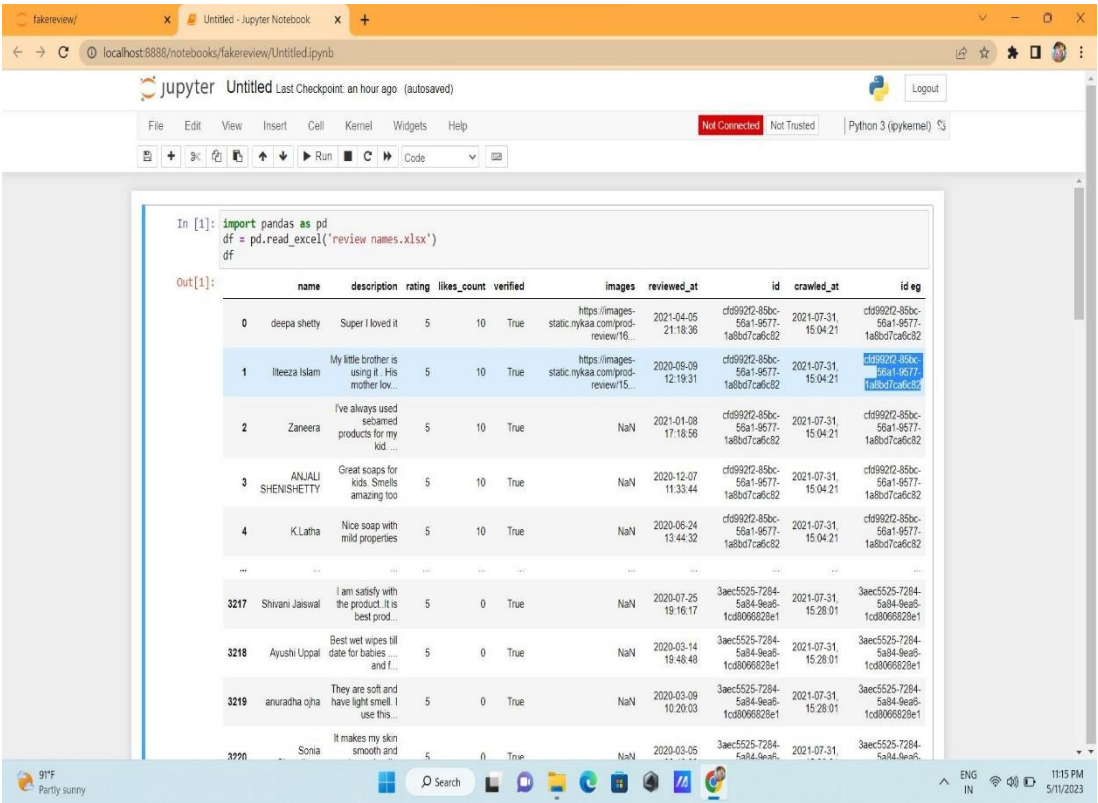 fakereview/ Untitled - Jupyter Notebook
localhost:8888/notebooks/fakereview/Untitled.ipynb
jupyter Untitled Last Checkpoint: an hour ago (autosaved) Logout
File Edit View Insert Cell Kernel Widgets Help Not Connected Not Trusted Python 3 (ipykernel)
Run Code
In [1]: import pandas as pd
df = pd.read_excel('review names.xlsx')
df
Out[1]:
name description rating likes_count verified images reviewed_at id crawled_at id eg
0 deepa shetty Super I loved it 5 10 True https://images-static.nykaa.com/prod-review/16... 2021-04-05 21:18:36 cfd992f2-85bc-56a1-9577-1a8bd7ca6c82 2021-07-31, 15:04:21 cfd992f2-85bc-56a1-9577-1a8bd7ca6c82
1 Ilteeza Islam My little brother is using it . His mother lov... 5 10 True https://images-static.nykaa.com/prod-review/15... 2020-09-09 12:19:31 cfd992f2-85bc-56a1-9577-1a8bd7ca6c82 2021-07-31, 15:04:21 cfd992f2-85bc-56a1-9577-1a8bd7ca6c82
2 Zaneera I've always used sebamed products for my kid. ... 5 10 True NaN 2021-01-08 17:18:56 cfd992f2-85bc-56a1-9577-1a8bd7ca6c82 2021-07-31, 15:04:21 cfd992f2-85bc-56a1-9577-1a8bd7ca6c82
3 ANJALI SHENISHETTY Great soaps for kids. Smells amazing too 5 10 True NaN 2020-12-07 11:33:44 cfd992f2-85bc-56a1-9577-1a8bd7ca6c82 2021-07-31, 15:04:21 cfd992f2-85bc-56a1-9577-1a8bd7ca6c82
4 K.Latha Nice soap with mild properties 5 10 True NaN 2020-06-24 13:44:32 cfd992f2-85bc-56a1-9577-1a8bd7ca6c82 2021-07-31, 15:04:21 cfd992f2-85bc-56a1-9577-1a8bd7ca6c82
... ... ... ... ... ... ... ... ... ... ...
3217 Shivani Jaiswal I am satisfy with the product..It is best prod... 5 0 True NaN 2020-07-25 19:16:17 3aec5525-7284-5a84-9ea6-1cd8066828e1 2021-07-31, 15:28:01 3aec5525-7284-5a84-9ea6-1cd8066828e1
3218 Ayushi Uppal Best wet wipes till date for babies .... and f... 5 0 True NaN 2020-03-14 19:48:48 3aec5525-7284-5a84-9ea6-1cd8066828e1 2021-07-31, 15:28:01 3aec5525-7284-5a84-9ea6-1cd8066828e1
3219 anuradha ojha They are soft and have light smell. I use this... 5 0 True NaN 2020-03-09 10:20:03 3aec5525-7284-5a84-9ea6-1cd8066828e1 2021-07-31, 15:28:01 3aec5525-7284-5a84-9ea6-1cd8066828e1
3220 Sonia It makes my skin smooth and 5 0 True NaN 2020-03-05 3aec5525-7284-5a84-9ea6- 2021-07-31, 3aec5525-7284-5a84-9ea6-
91°F
Partly sunny
Search
ENG
IN
11:15 PM
5/11/2023